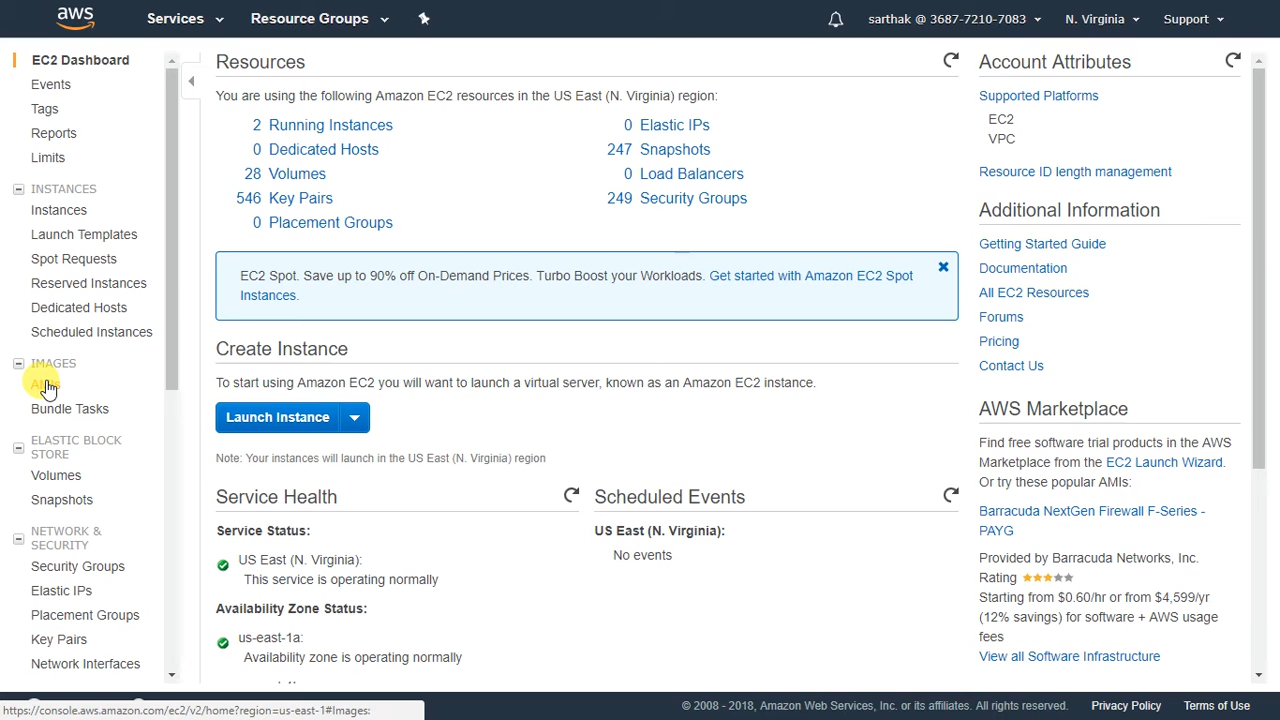 aws
Services
Resource Groups
sarthak @ 3687-7210-7083
N. Virginia
Support
EC2 Dashboard
Events
Tags
Reports
Limits
INSTANCES
Instances
Launch Templates
Spot Requests
Reserved Instances
Dedicated Hosts
Scheduled Instances
IMAGES
AMIs
Bundle Tasks
ELASTIC BLOCK
STORE
Volumes
Snapshots
NETWORK &
SECURITY
Security Groups
Elastic IPs
Placement Groups
Key Pairs
Network Interfaces
Resources
You are using the following Amazon EC2 resources in the US East (N. Virginia) region:
2 Running Instances
0 Elastic IPs
0 Dedicated Hosts
247 Snapshots
28 Volumes
0 Load Balancers
546 Key Pairs
249 Security Groups
0 Placement Groups
EC2 Spot. Save up to 90% off On-Demand Prices. Turbo Boost your Workloads. Get started with Amazon EC2 Spot
Instances.
Create Instance
To start using Amazon EC2 you will want to launch a virtual server, known as an Amazon EC2 instance.
Launch Instance
Note: Your instances will launch in the US East (N. Virginia) region
Service Health
Service Status:
US East (N. Virginia):
This service is operating normally
Availability Zone Status:
us-east-1a:
Availability zone is operating normally
Scheduled Events
US East (N. Virginia):
No events
Account Attributes
Supported Platforms
EC2
VPC
Resource ID length management
Additional Information
Getting Started Guide
Documentation
All EC2 Resources
Forums
Pricing
Contact Us
AWS Marketplace
Find free software trial products in the AWS
Marketplace from the EC2 Launch Wizard.
Or try these popular AMIs:
Barracuda NextGen Firewall F-Series -
PAYG
Provided by Barracuda Networks, Inc.
Rating
Starting from $0.60/hr or from $4,599/yr
(12% savings) for software + AWS usage
fees
View all Software Infrastructure
https://console.aws.amazon.com/ec2/v2/home?region=us-east-1#Images:
© 2008 - 2018, Amazon Web Services, Inc. or its affiliates. All rights reserved.
Privacy Policy
Terms of Use